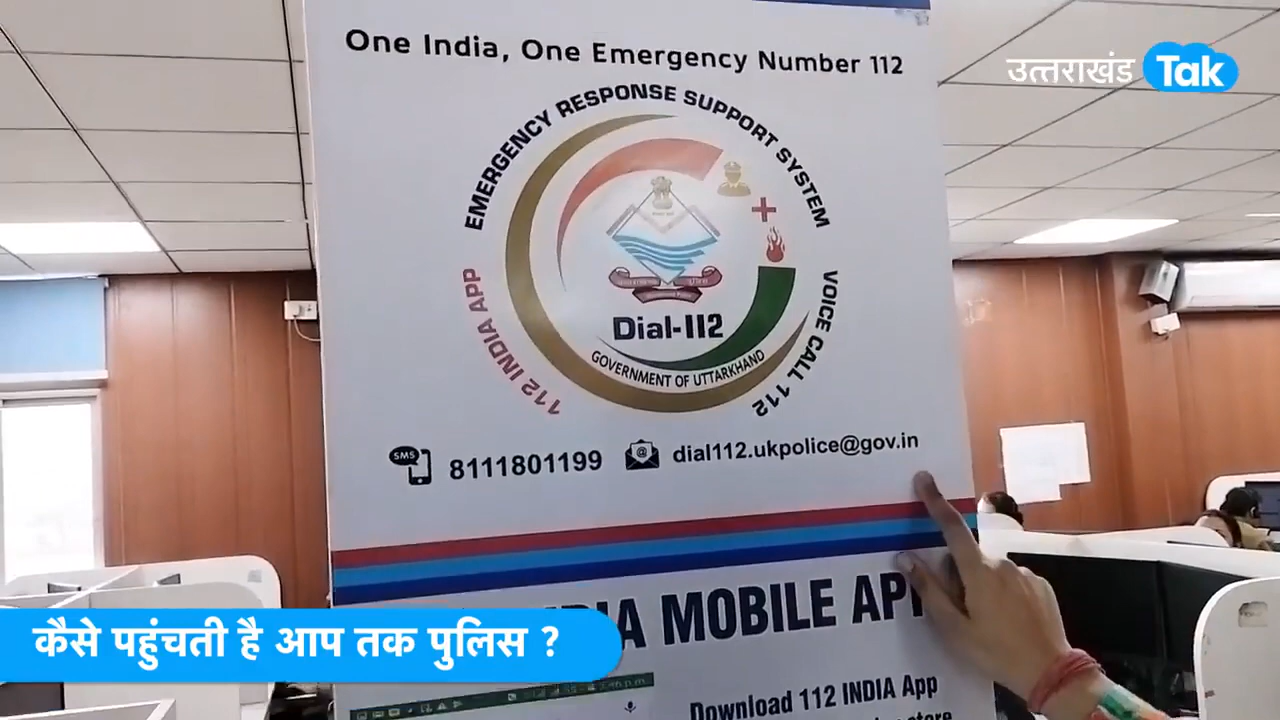 One India, One Emergency Number 112
उत्तराखंड Tak
EMERGENCY RESPONSE SUPPORT SYSTEM
112 INDIA APP
VOICE CALL 112
Dial-112
GOVERNMENT OF UTTARKHAND
SMS 8111801199 @ dial112.ukpolice@gov.in
MOBILE
कैसे पहुंचती है आप तक पुलिस ?
Download 112 INDIA App